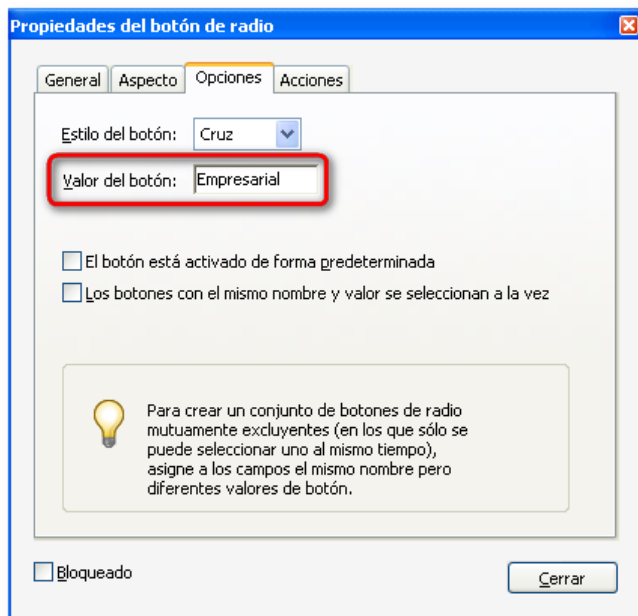 Propiedades del botón de radio
General Aspecto Opciones Acciones
Estilo del botón: Cruz
Valor del botón: Empresarial
El botón está activado de forma predeterminada
Los botones con el mismo nombre y valor se seleccionan a la vez
Para crear un conjunto de botones de radio
mutuamente excluyentes (en los que sólo se
puede seleccionar uno al mismo tiempo),
asigne a los campos el mismo nombre pero
diferentes valores de botón.
Bloqueado
Cerrar